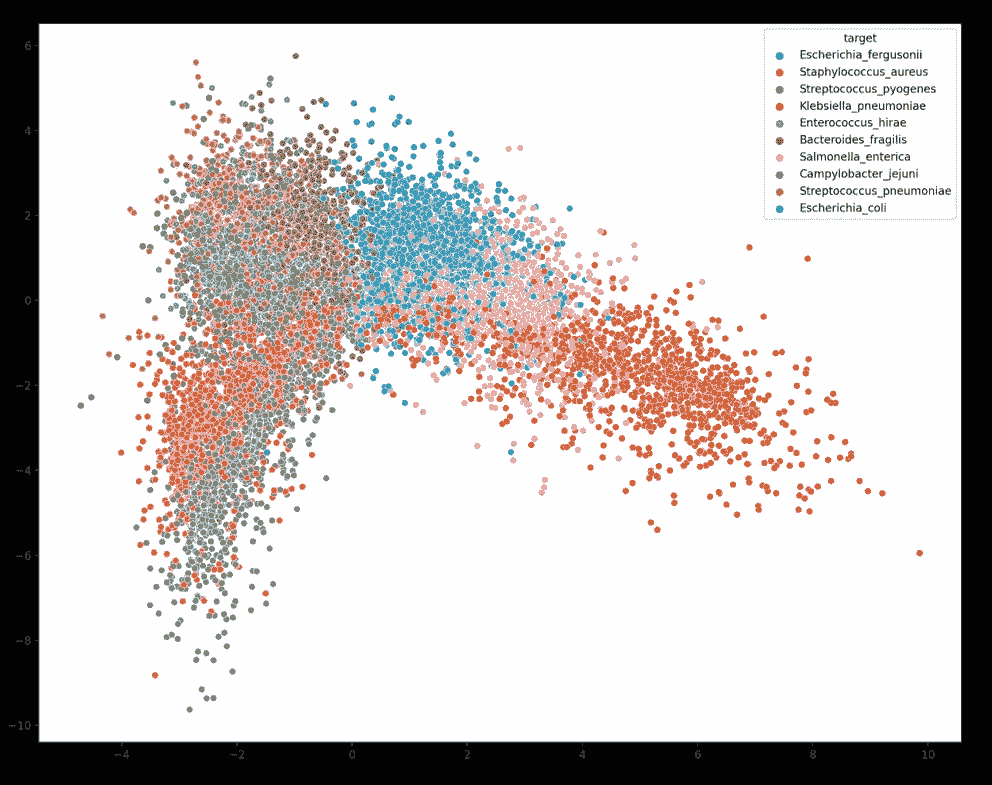 target
Escherichia_fergusonii
Staphylococcus_aureus
Streptococcus_pyogenes
Klebsiella_pneumoniae
Enterococcus_hirae
Bacteroides_fragilis
Salmonella_enterica
Campylobacter_jejuni
Streptococcus_pneumoniae
Escherichia_coli
6
4
2
0
−2
−4
−6
−8
−10
−4 −2 0 2 4 6 8 10